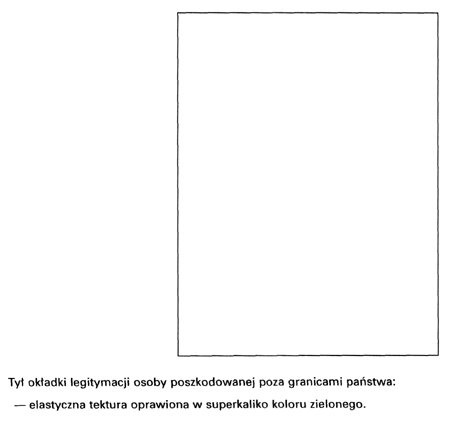 Tył okładki legitymacji osoby poszkodowanej poza granicami państwa:
— elastyczna tektura oprawiona w superkaliko koloru zielonego.